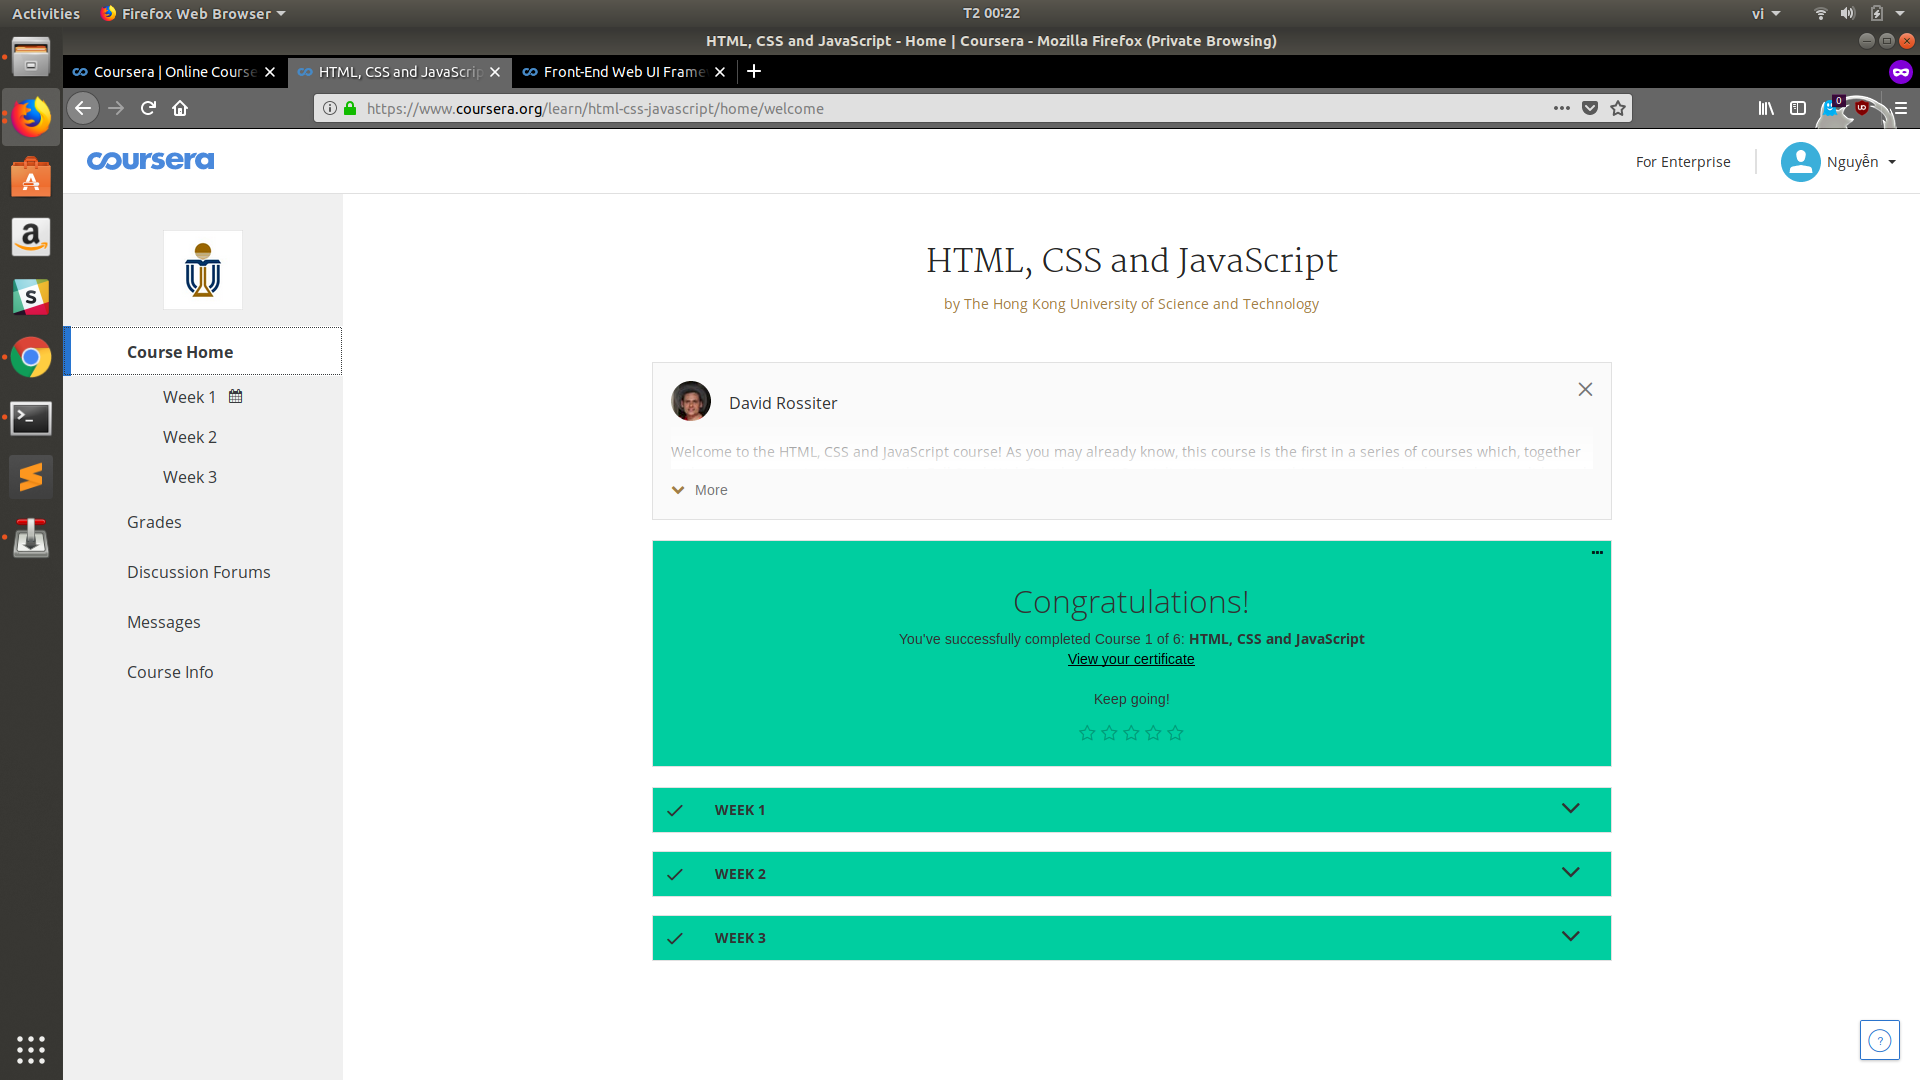 Activities
Firefox Web Browser
T2 00:22
vi
HTML, CSS and JavaScript - Home | Coursera - Mozilla Firefox (Private Browsing)
Coursera | Online Course
HTML, CSS and JavaScrip
Front-End Web UI Frame
https://www.coursera.org/learn/html-css-javascript/home/welcome
0
coursera
For Enterprise
Nguyễn
Course Home
Week 1
Week 2
Week 3
Grades
Discussion Forums
Messages
Course Info
HTML, CSS and JavaScript
by The Hong Kong University of Science and Technology
David Rossiter
Welcome to the HTML, CSS and JavaScript course! As you may already know, this course is the first in a series of courses which, together
More
Congratulations!
You've successfully completed Course 1 of 6: HTML, CSS and JavaScript
View your certificate
Keep going!
WEEK 1
WEEK 2
WEEK 3
?